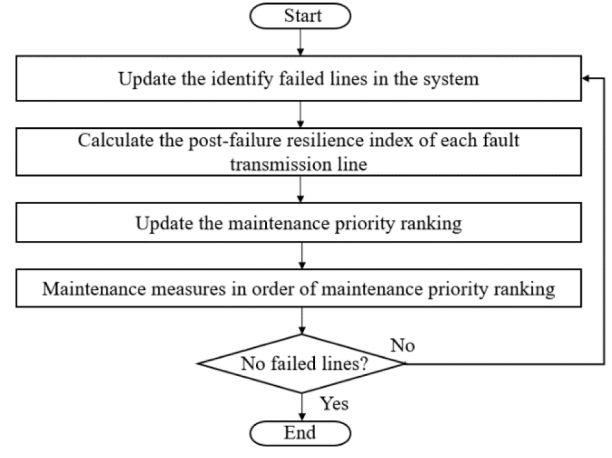 Start
Update the identify failed lines in the system
Calculate the post-failure resilience index of each fault
transmission line
Update the maintenance priority ranking
Maintenance measures in order of maintenance priority ranking
No failed lines?
No
Yes
End